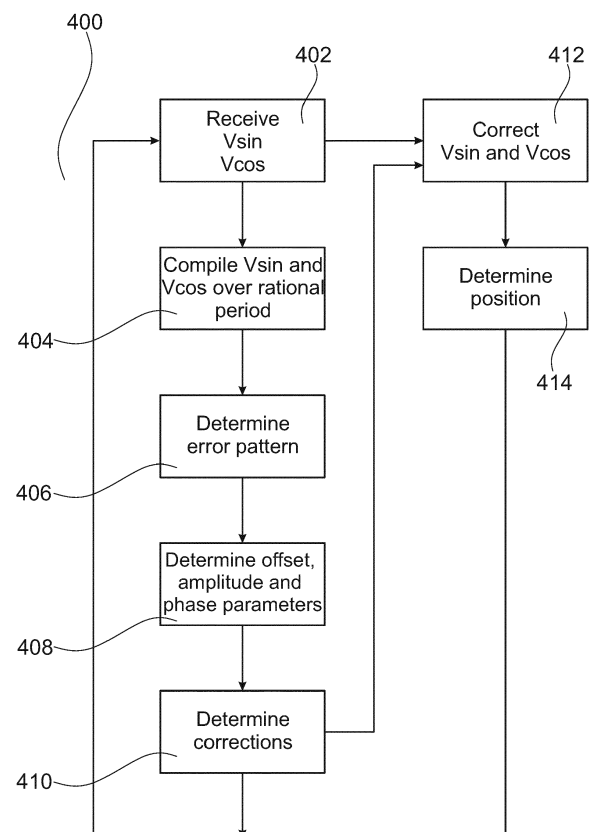 400
402
412
Receive
Vsin
Vcos
Correct
Vsin and Vcos
Compile Vsin and
Vcos over rational
period
404
Determine
position
414
Determine
error pattern
406
Determine offset,
amplitude and
phase parameters
408
Determine
corrections
410